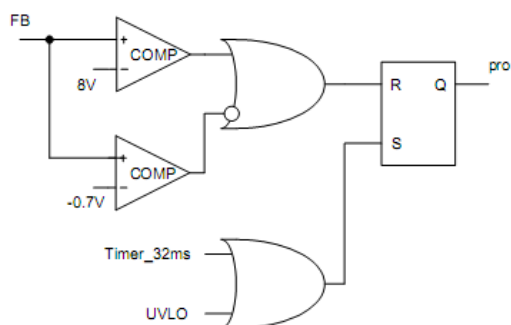 FB
+
COMP
-
8V
pro
R
Q
S
+
COMP
-
-0.7V
Timer_32ms
UVLO